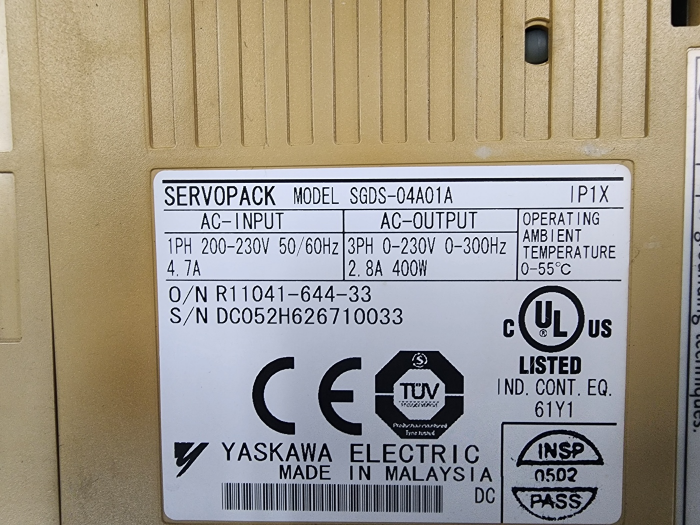 SERVOPACK MODEL SGDS-04A01A IP1X
AC-INPUT
1PH 200-230V 50/60Hz
4.7A
AC-OUTPUT
3PH 0-230V 0-300Hz
2.8A 400W
OPERATING
AMBIENT
TEMPERATURE
0-55℃
O/N R11041-644-33
S/N DC052H626710033
C UL US
®
LISTED
IND. CONT. EQ.
61Y1
CE
TÜV
YASKAWA ELECTRIC
MADE IN MALAYSIA
DC
INSP
0502
PASS